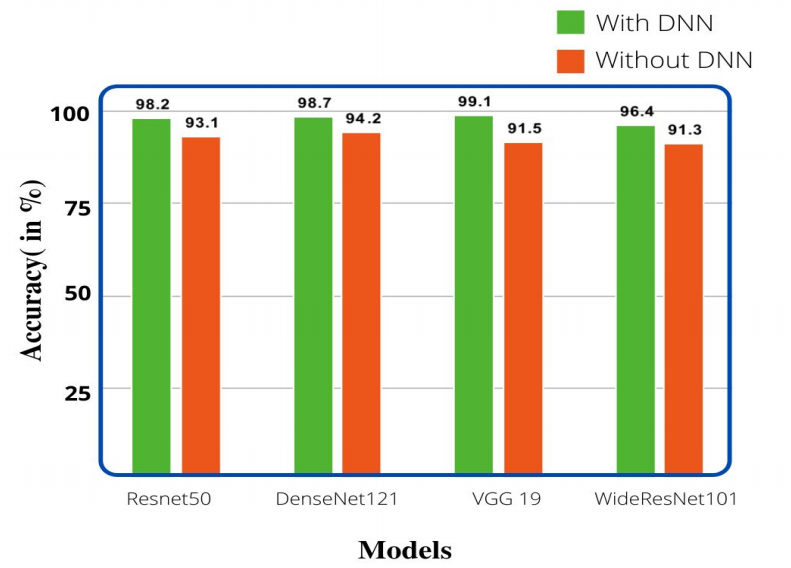 With DNN
Without DNN
98.2
93.1
98.7
94.2
99.1
91.5
96.4
91.3
100
75
50
25
Accuracy( in %)
Resnet50
DenseNet121
VGG 19
WideResNet101
Models